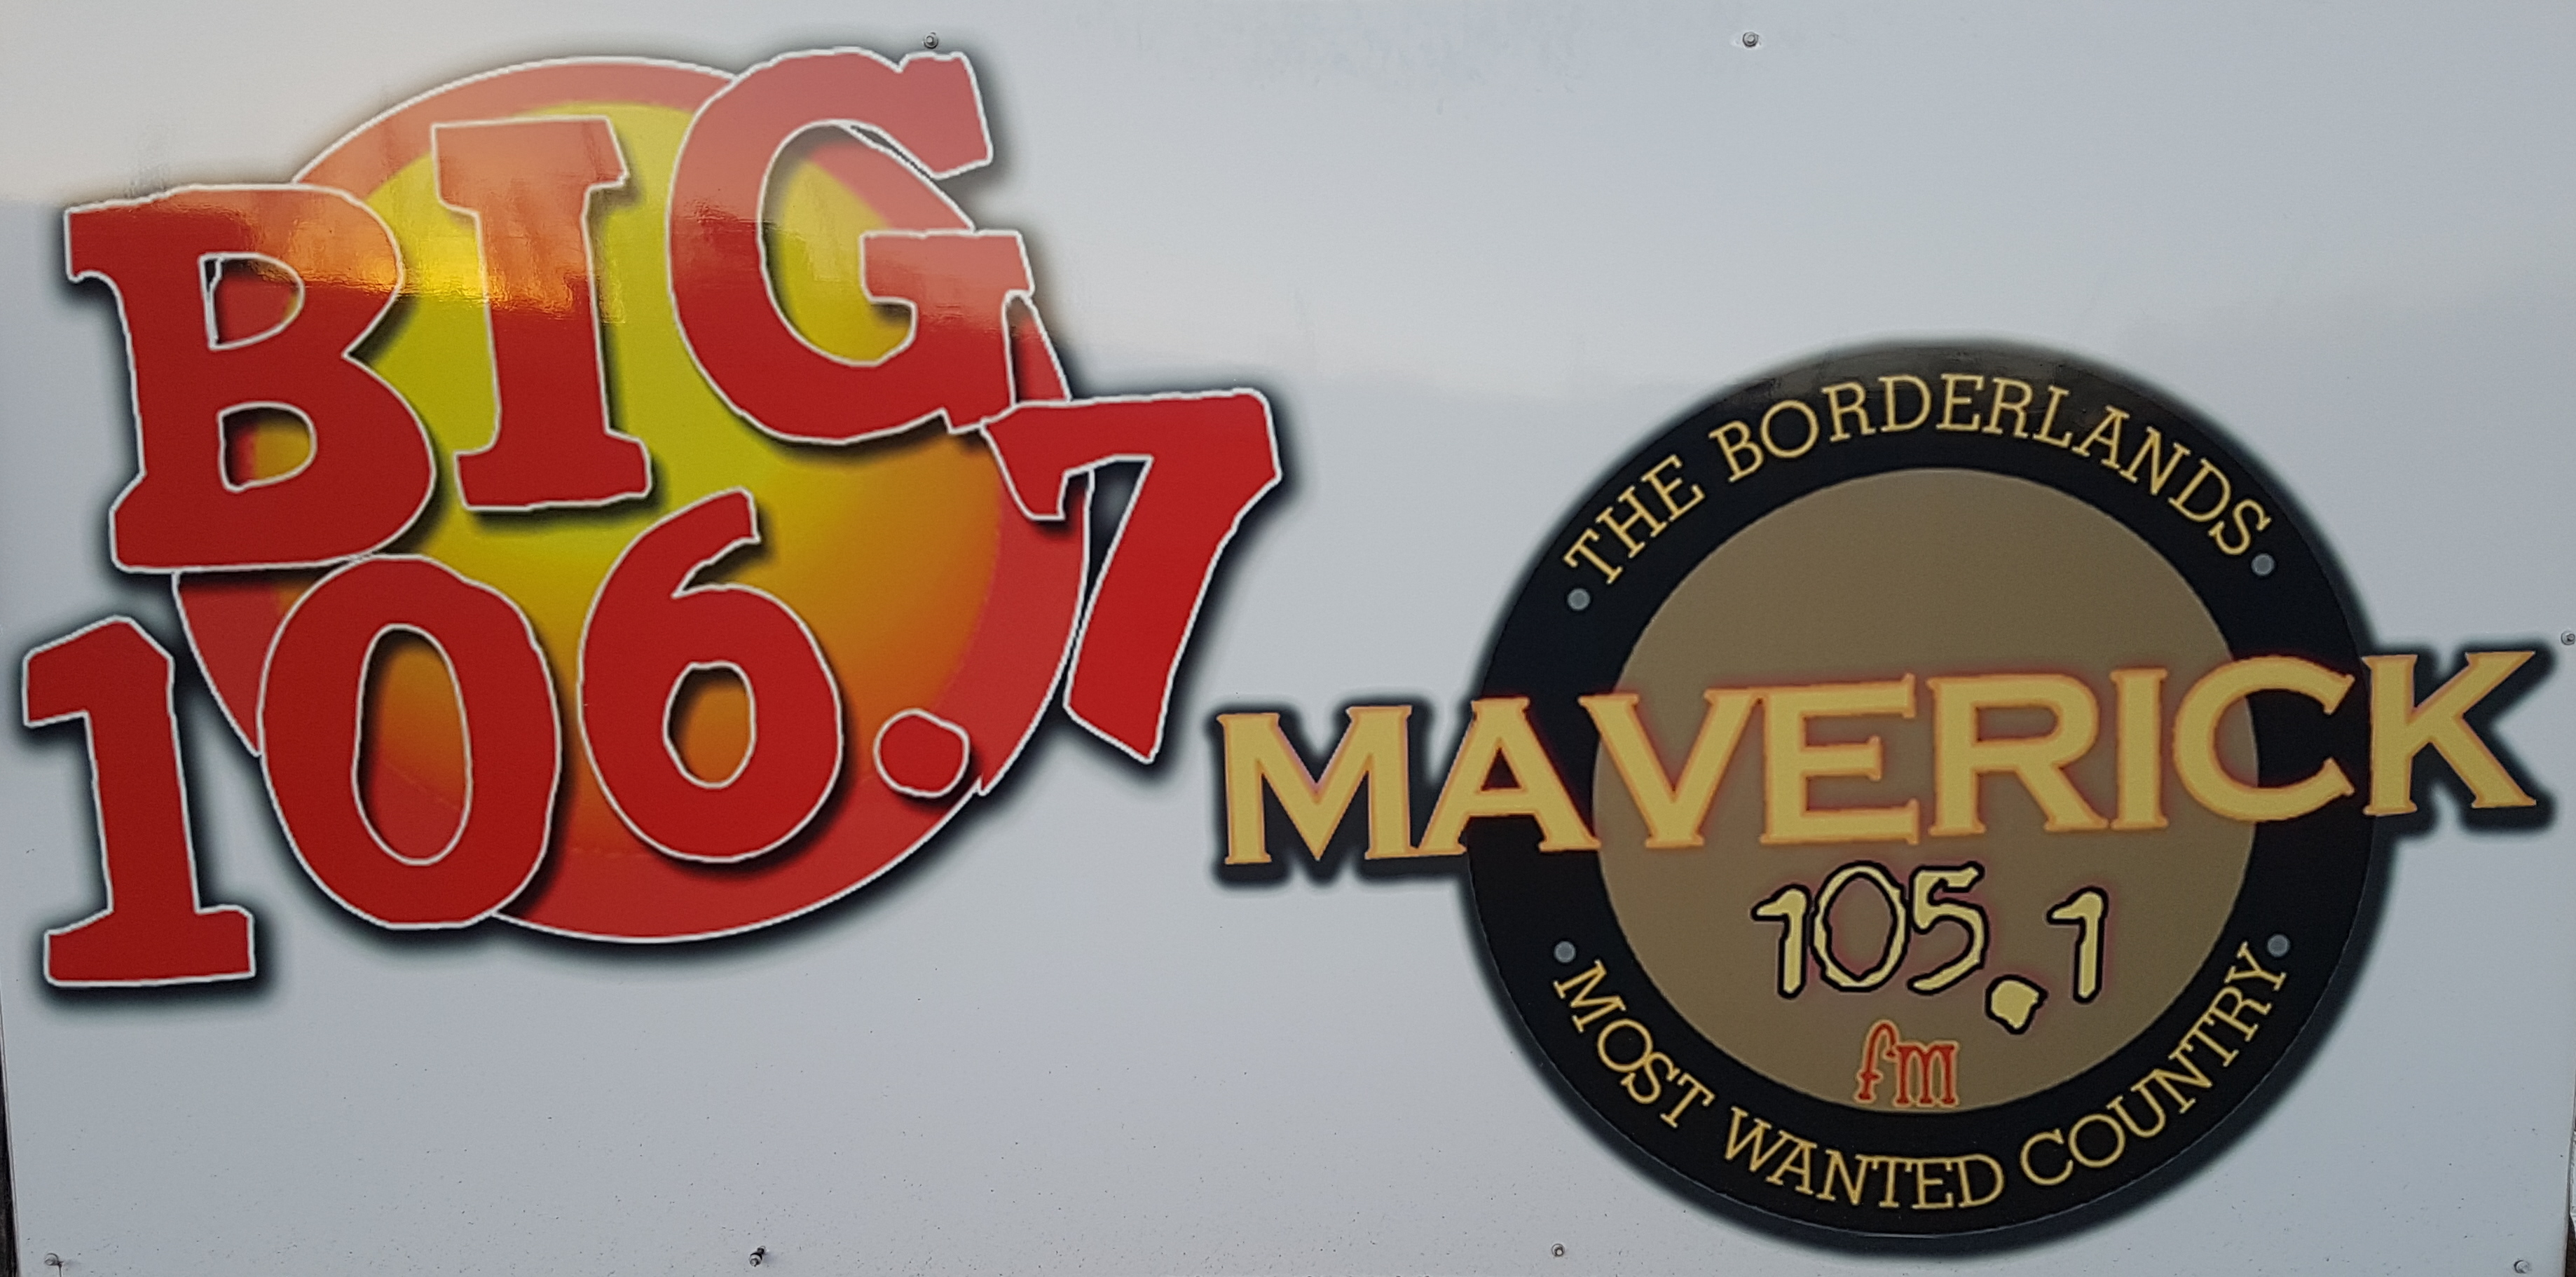 BIG
106.7
THE BORDERLANDS
MAVERICK
105.1
fm
MOST WANTED COUNTRY